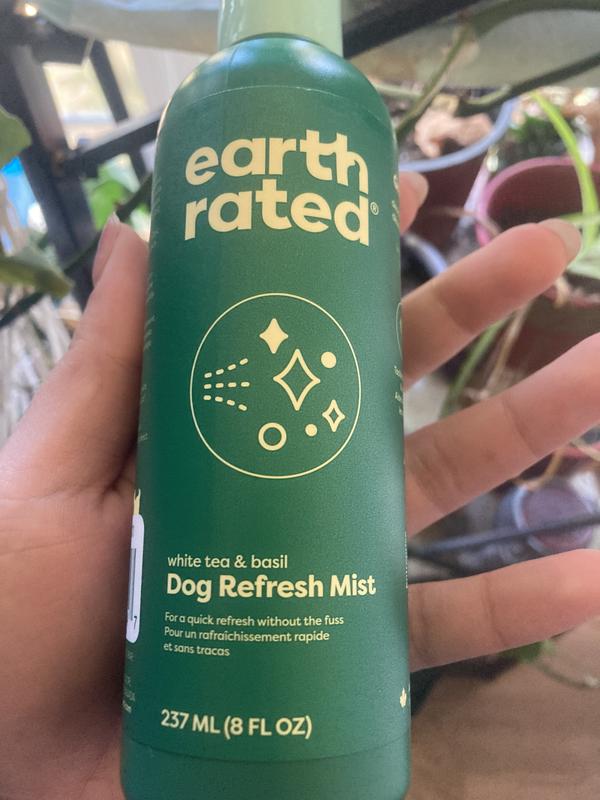 earth
rated®
white tea & basil
Dog Refresh Mist
For a quick refresh without the fuss
Pour un rafraîchissement rapide
et sans tracas
237 ML (8 FL OZ)